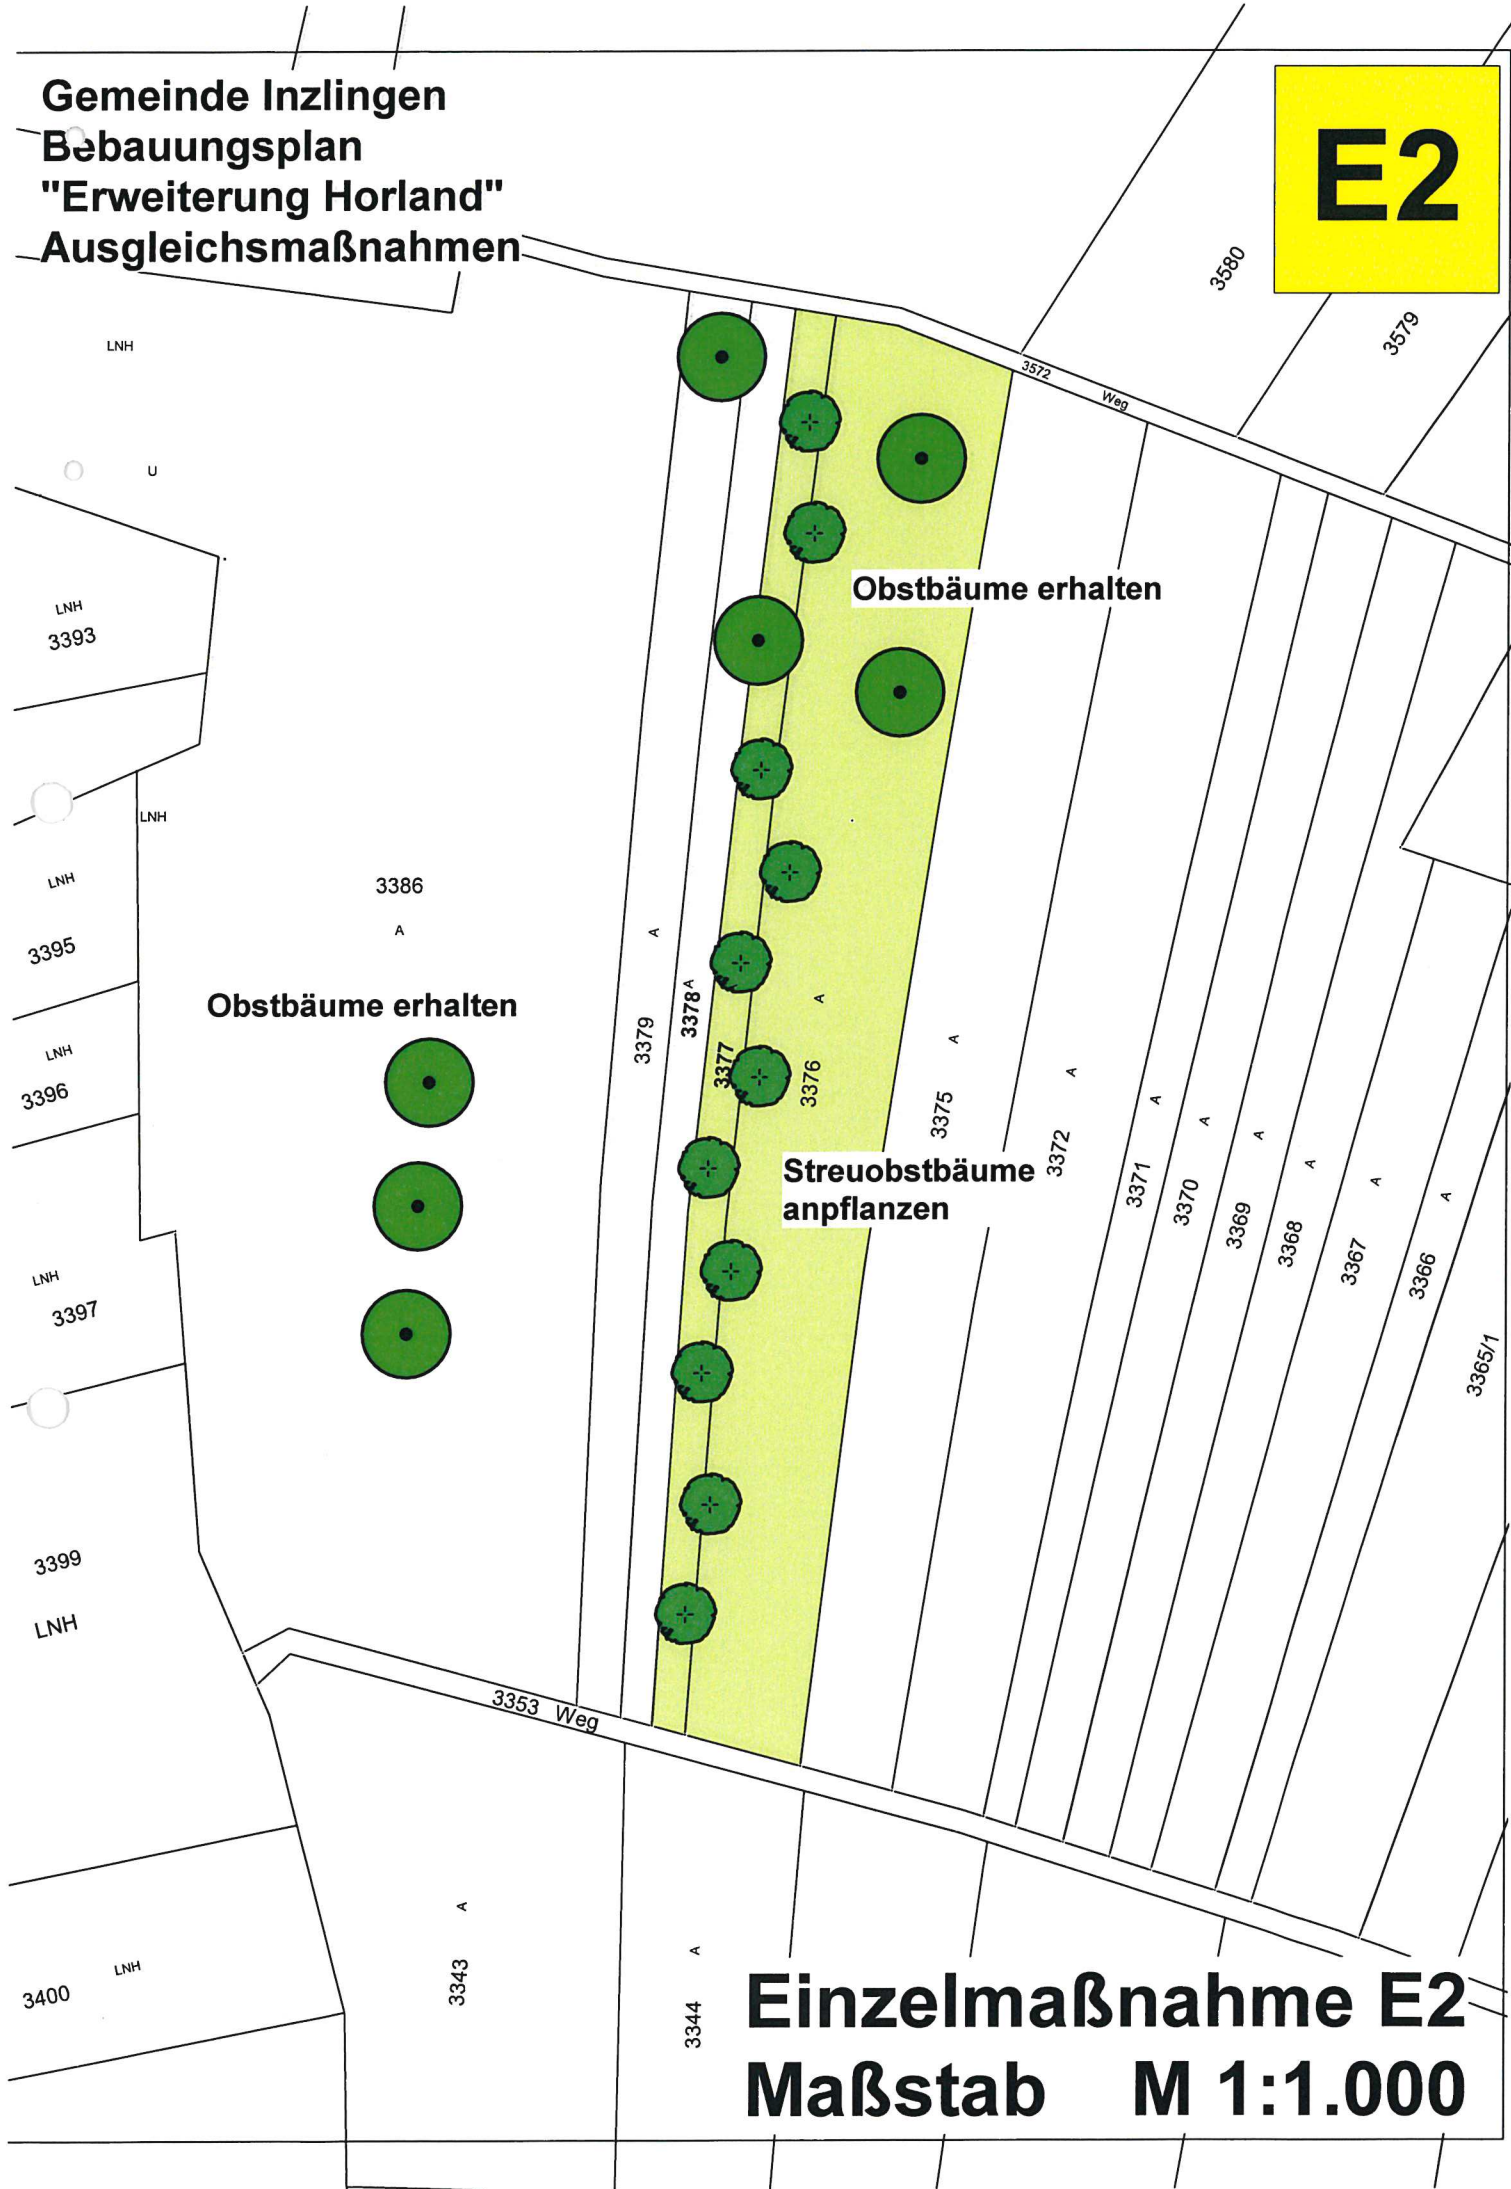 Gemeinde Inzlingen
Bebauungsplan
"Erweiterung Horland"
Ausgleichsmaßnahmen
E2
3580
3579
LNH
3572
Weg
U
Obstbäume erhalten
LNH
3393
LNH
LNH
3386
A
3395
A
Obstbäume erhalten
A
A
3379
3378
3377
3376
A
3375
A
3372
LNH
3396
A
3371
A
3370
A
3369
A
3368
A
3367
A
3366
Streuobstbäume
anpflanzen
LNH
3397
3365/1
3399
LNH
3353 Weg
A
3343
A
3344
LNH
3400
Einzelmaßnahme E2
Maßstab M 1:1.000